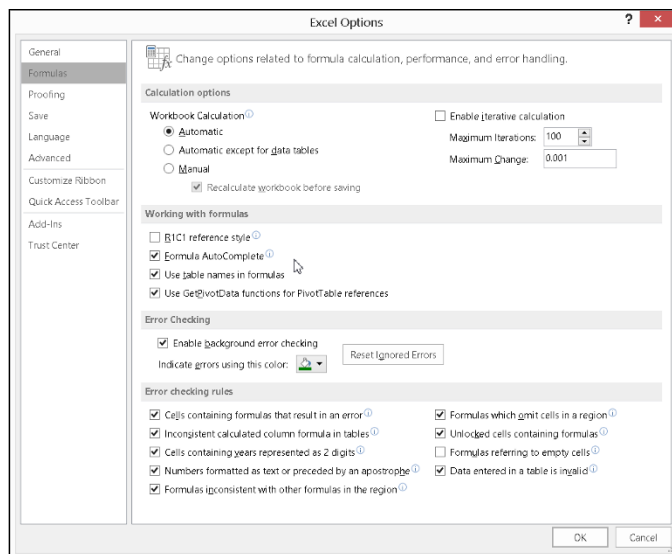 Excel Options
?
×
General
Formulas
Proofing
Save
Language
Advanced
Customize Ribbon
Quick Access Toolbar
Add-Ins
Trust Center
Change options related to formula calculation, performance, and error handling.
Calculation options
Workbook Calculation
Automatic
Automatic except for data tables
Manual
Recalculate workbook before saving
Enable iterative calculation
Maximum Iterations: 100
Maximum Change: 0.001
Working with formulas
R1C1 reference style
Formula AutoComplete
Use table names in formulas
Use GetPivotData functions for PivotTable references
Error Checking
Enable background error checking
Indicate errors using this color:
Reset Ignored Errors
Error checking rules
Cells containing formulas that result in an error
Inconsistent calculated column formula in tables
Cells containing years represented as 2 digits
Numbers formatted as text or preceded by an apostrophe
Formulas inconsistent with other formulas in the region
Formulas which omit cells in a region
Unlocked cells containing formulas
Formulas referring to empty cells
Data entered in a table is invalid
OK
Cancel